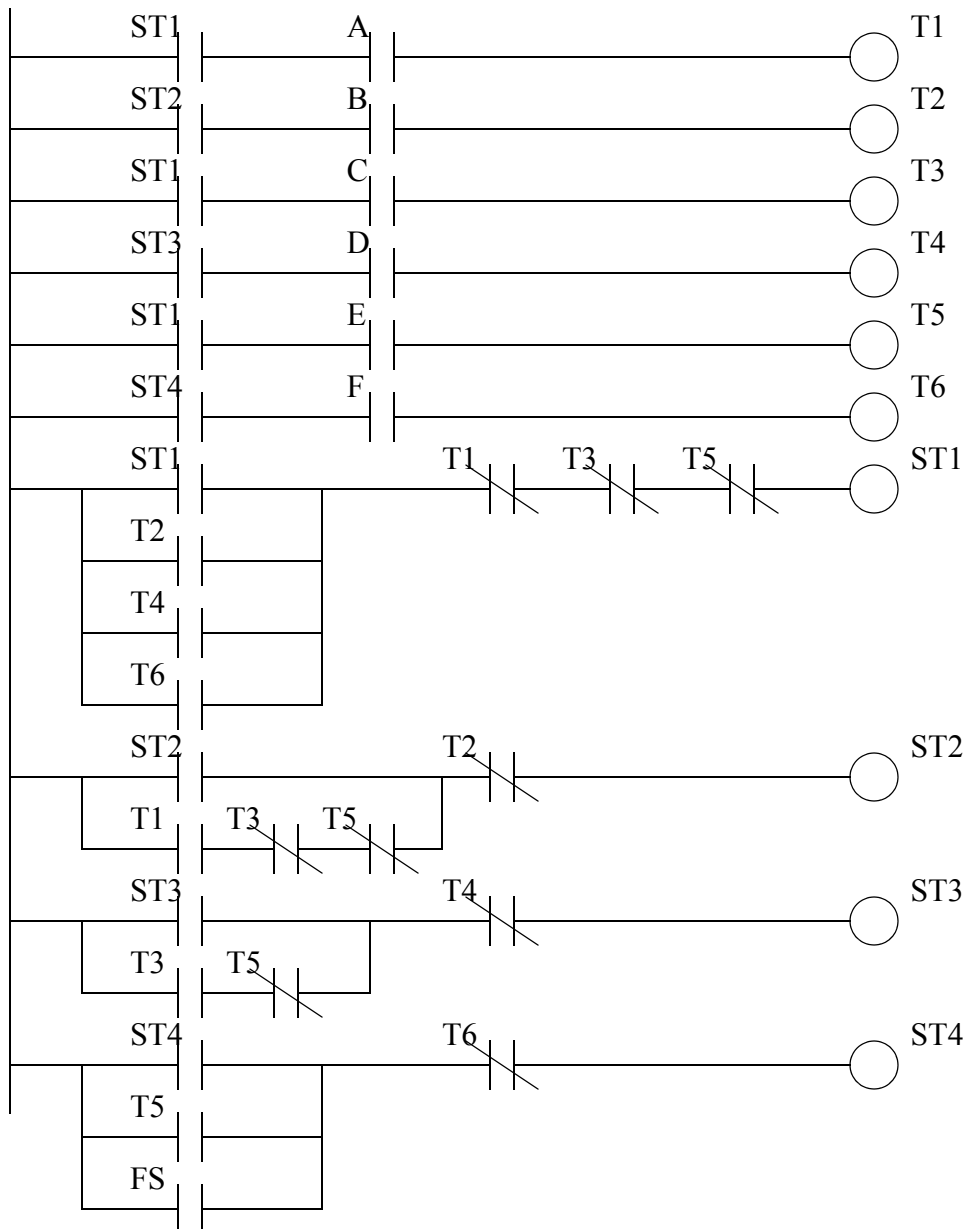 ST1 A T1
ST2 B T2
ST1 C T3
ST3 D T4
ST1 E T5
ST4 F T6
ST1 T1 T3 T5 ST1
T2
T4
T6
ST2 T2 ST2
T1 T3 T5
ST3 T4 ST3
T3 T5
ST4 T6 ST4
T5
FS